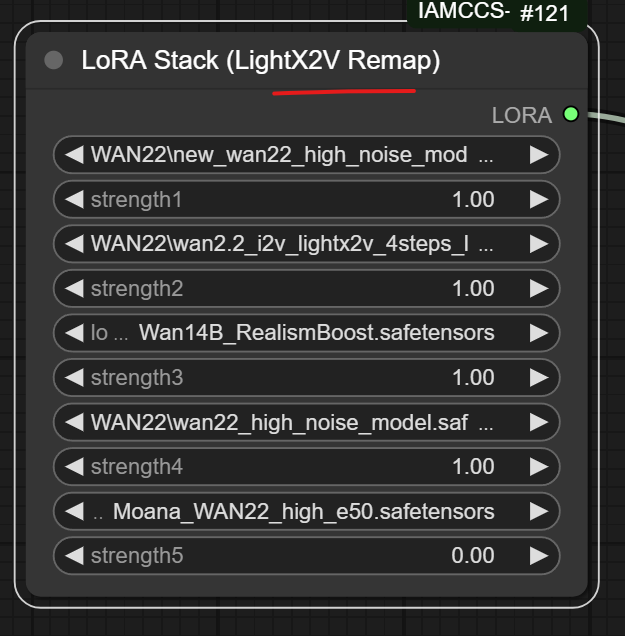 IAMCCS- #121
LoRA Stack (LightX2V Remap)
LORA
WAN22\new_wan22_high_noise_mod ...
strength1 1.00
WAN22\wan2.2_i2v_lightx2v_4steps_l ...
strength2 1.00
lo ... Wan14B_RealismBoost.safetensors
strength3 1.00
WAN22\wan22_high_noise_model.saf ...
strength4 1.00
.. Moana_WAN22_high_e50.safetensors
strength5 0.00